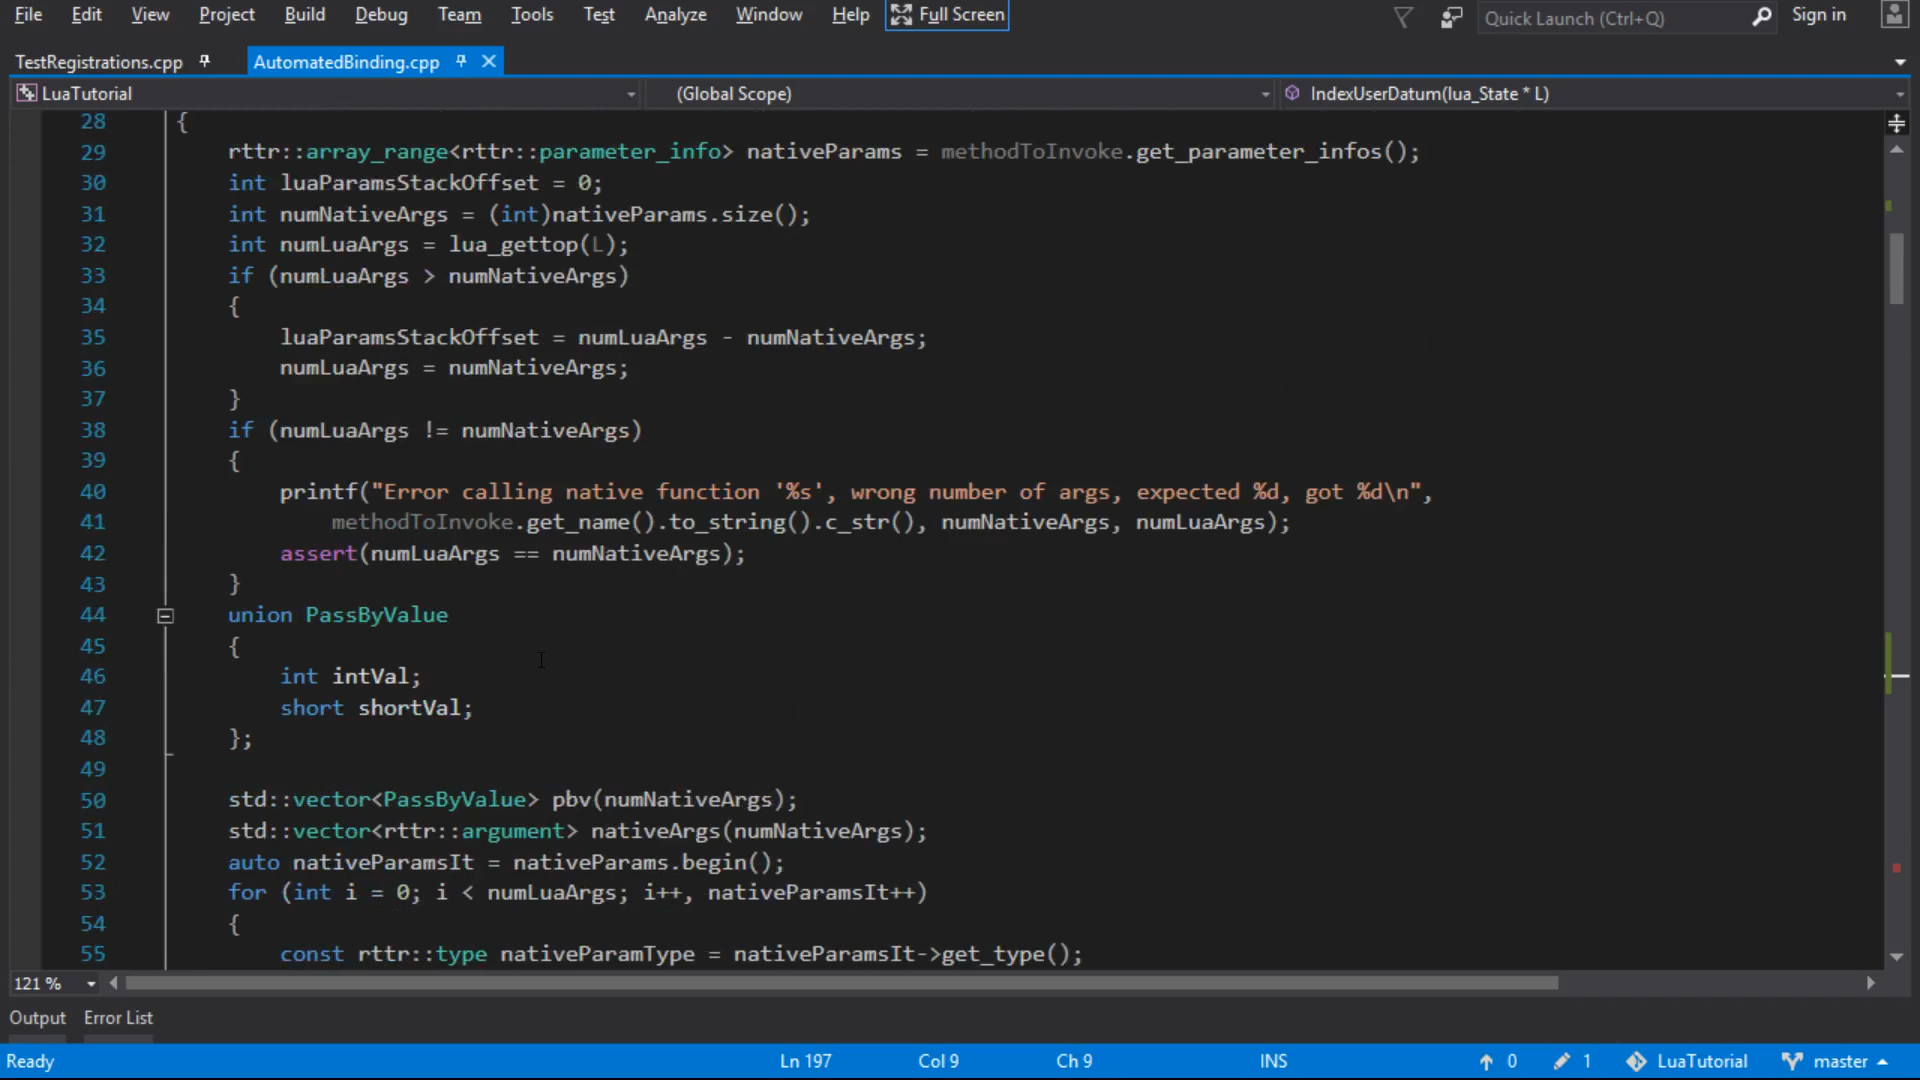 File Edit View Project Build Debug Team Tools Test Analyze Window Help Full Screen Quick Launch (Ctrl+Q) Sign in
TestRegistrations.cpp AutomatedBinding.cpp
LuaTutorial (Global Scope) IndexUserDatum(lua_State * L)
28 {
29 rttr::array_range<rttr::parameter_info> nativeParams = methodToInvoke.get_parameter_infos();
30 int luaParamsStackOffset = 0;
31 int numNativeArgs = (int)nativeParams.size();
32 int numLuaArgs = lua_gettop(L);
33 if (numLuaArgs > numNativeArgs)
34 {
35 luaParamsStackOffset = numLuaArgs - numNativeArgs;
36 numLuaArgs = numNativeArgs;
37 }
38 if (numLuaArgs != numNativeArgs)
39 {
40 printf("Error calling native function '%s', wrong number of args, expected %d, got %d\n",
41 methodToInvoke.get_name().to_string().c_str(), numNativeArgs, numLuaArgs);
42 assert(numLuaArgs == numNativeArgs);
43 }
44 union PassByValue
45 {
46 int intVal;
47 short shortVal;
48 };
49
50 std::vector<PassByValue> pbv(numNativeArgs);
51 std::vector<rttr::argument> nativeArgs(numNativeArgs);
52 auto nativeParamsIt = nativeParams.begin();
53 for (int i = 0; i < numLuaArgs; i++, nativeParamsIt++)
54 {
55 const rttr::type nativeParamType = nativeParamsIt->get_type();
121 %
Output Error List
Ready Ln 197 Col 9 Ch 9 INS 0 1 LuaTutorial master